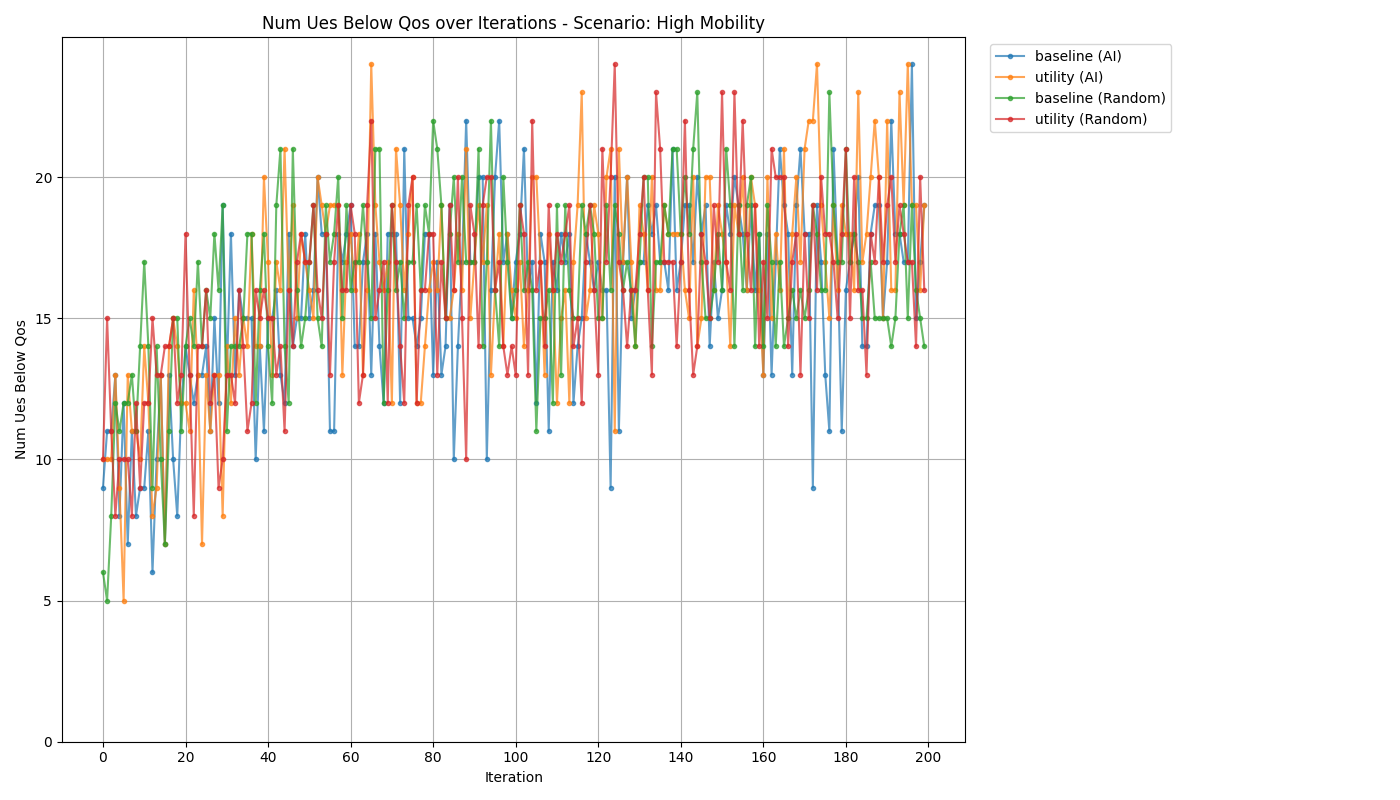 Num Ues Below Qos over Iterations - Scenario: High Mobility
baseline (AI)
utility (AI)
baseline (Random)
utility (Random)
Num Ues Below Qos
20
15
10
5
0
0 20 40 60 80 100 120 140 160 180 200
Iteration